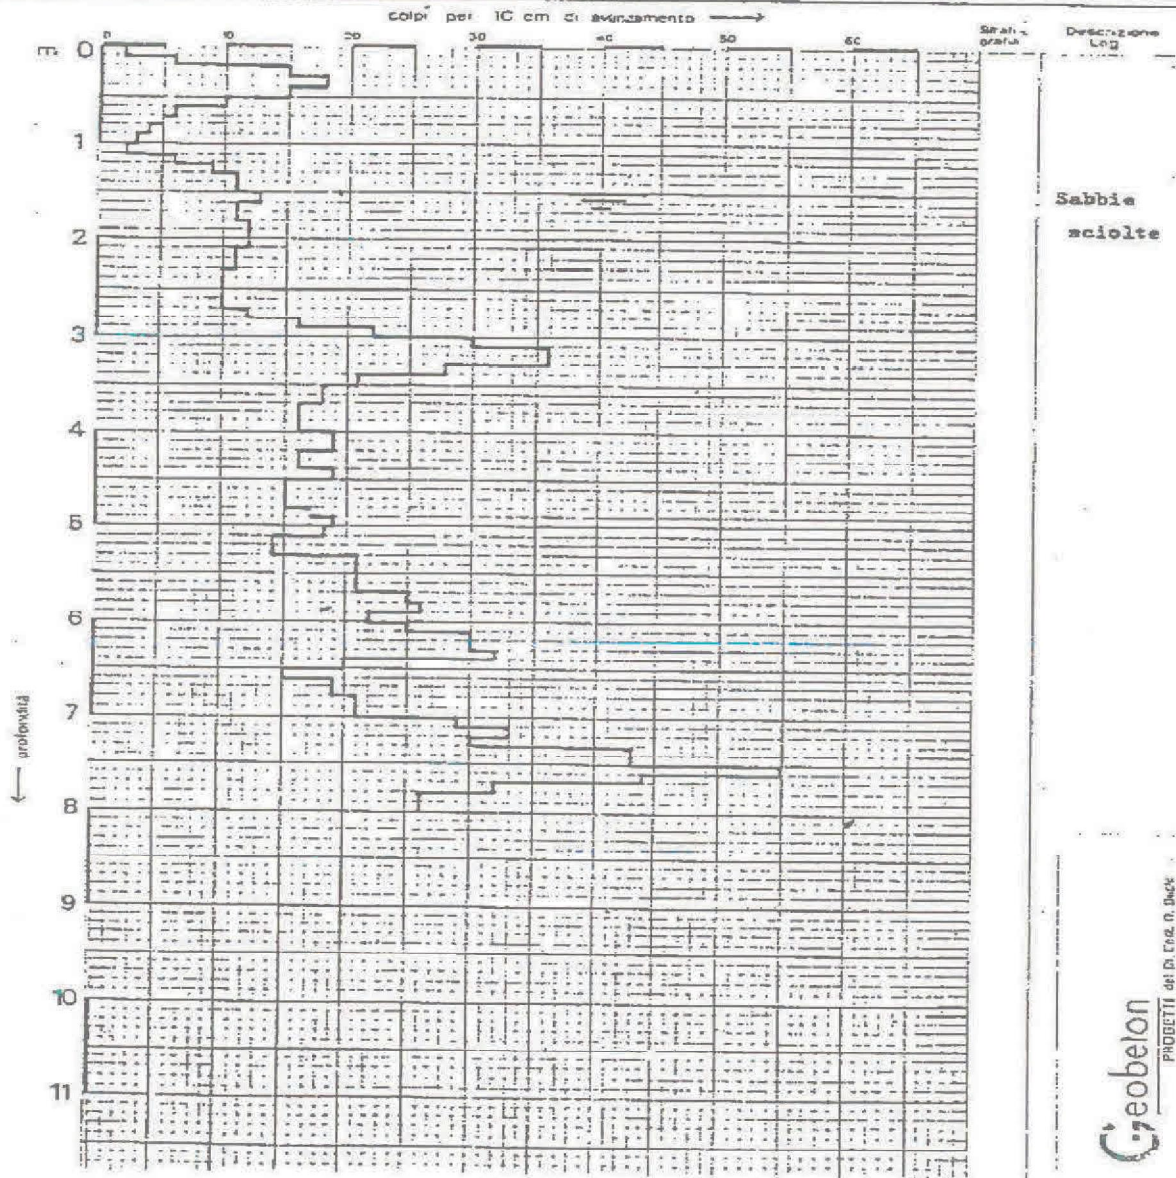 colpi per 10 cm di avanzamento
m
0 10 20 30 40 50 60
Strati-
grafia
Descrizione
Log
0
1
2
3
4
5
6
7
8
9
10
11
Sabbie
sciolte
profondità
Geobeton
PROGETTI